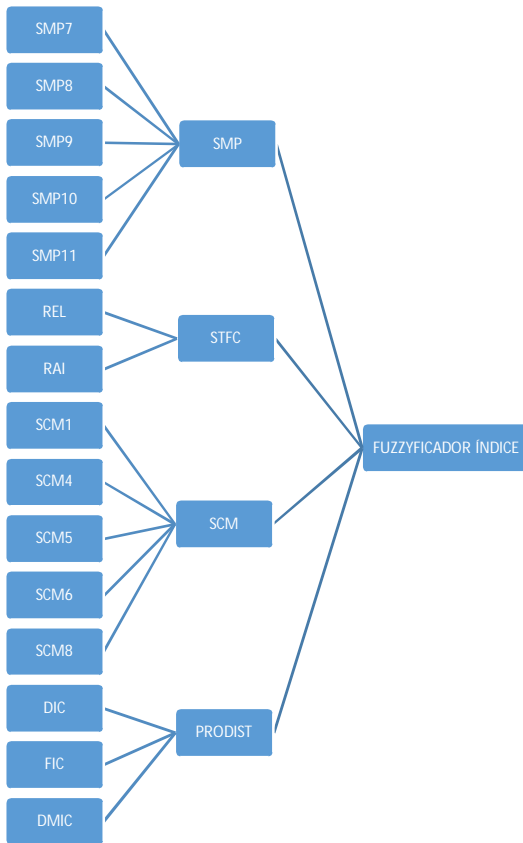 SMP7
SMP8
SMP9
SMP10
SMP11
REL
RAI
SCM1
SCM4
SCM5
SCM6
SCM8
DIC
FIC
DMIC
SMP
STFC
SCM
PRODIST
FUZZYFICADOR ÍNDICE